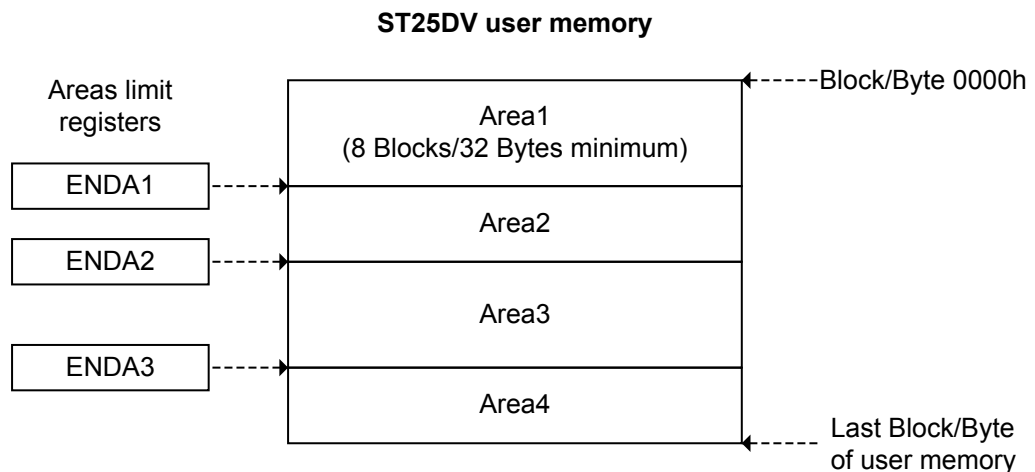 ST25DV user memory
Areas limit
registers
Block/Byte 0000h
Area1
(8 Blocks/32 Bytes minimum)
ENDA1
Area2
ENDA2
Area3
ENDA3
Area4
Last Block/Byte
of user memory